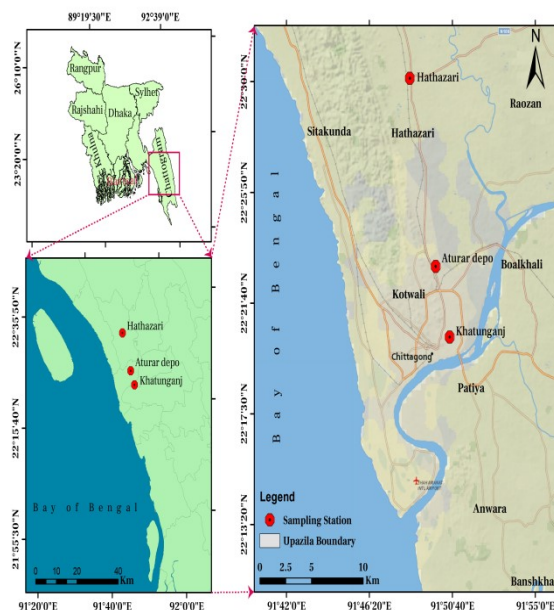 89°19'30"E 92°39'0"E
26°10'0"N
23°20'0"N
Rangpur
Rajshahi
Dhaka
Sylhet
Khulna
Chattogram
22°35'50"N
22°15'40"N
21°55'30"N
Hathazari
Aturar depo
Khatunganj
Bay of Bengal
0 10 20 40
Km
91°20'0"E 91°40'0"E 92°0'0"E
N
22°30'0"N
22°25'50"N
22°21'40"N
22°17'30"N
22°13'20"N
Hathazari
Raozan
Sitakunda
Hathazari
Bay of Bengal
Aturar depo
Boalkhali
Kotwali
Khatunganj
Chittagong
Patiya
Anwara
Legend
Sampling Station
Upazila Boundary
0 2.5 5 10
Km
Banshkha
91°42'0"E 91°46'20"E 91°50'40"E 91°53'